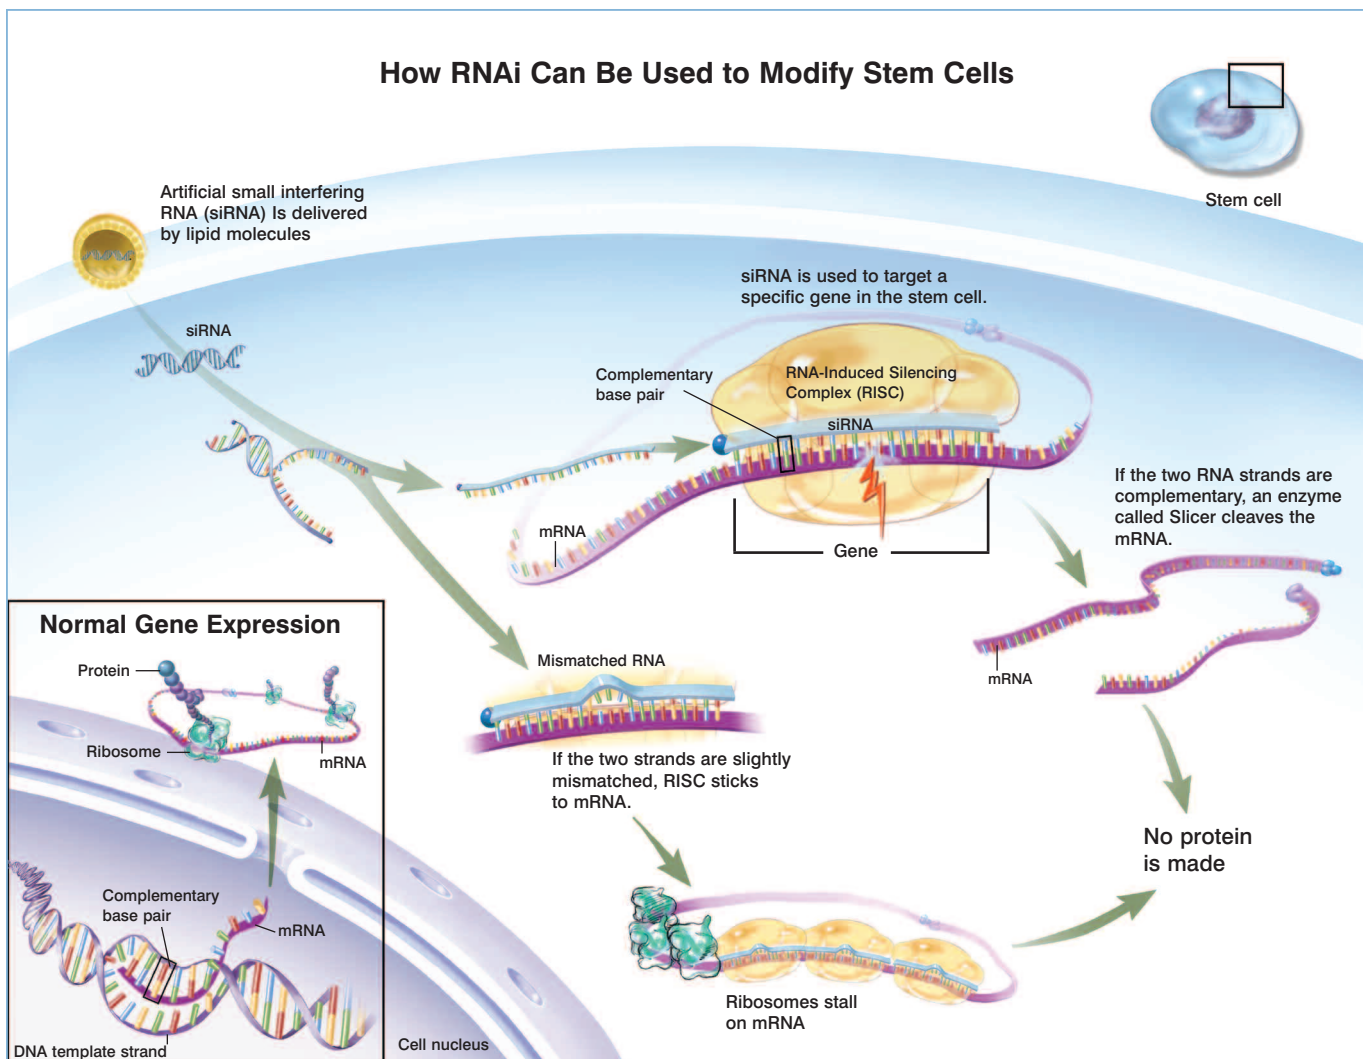 How RNAi Can Be Used to Modify Stem Cells
Stem cell
Artificial small interfering
RNA (siRNA) Is delivered
by lipid molecules
siRNA
siRNA is used to target a
specific gene in the stem cell.
Complementary
base pair
RNA-Induced Silencing
Complex (RISC)
siRNA
mRNA
Gene
If the two RNA strands are
complementary, an enzyme
called Slicer cleaves the
mRNA.
mRNA
Normal Gene Expression
Protein
Ribosome
mRNA
Complementary
base pair
mRNA
DNA template strand
Cell nucleus
Mismatched RNA
If the two strands are slightly
mismatched, RISC sticks
to mRNA.
Ribosomes stall
on mRNA
No protein
is made